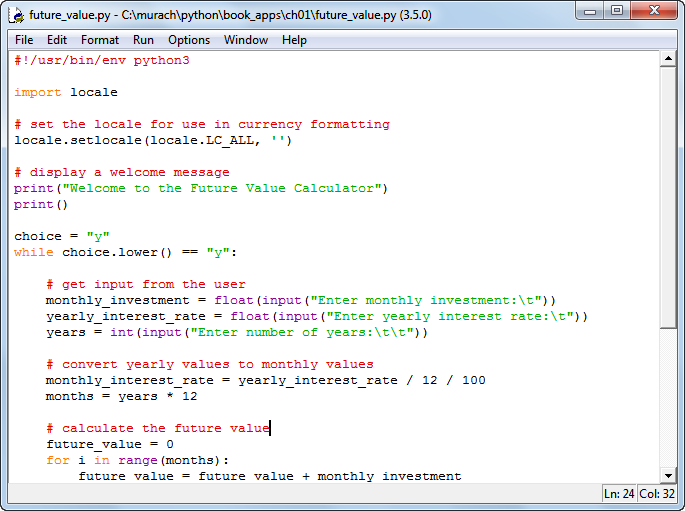 future_value.py - C:\murach\python\book_apps\ch01\future_value.py (3.5.0)
File Edit Format Run Options Window Help
#!/usr/bin/env python3
import locale
# set the locale for use in currency formatting
locale.setlocale(locale.LC_ALL, '')
# display a welcome message
print("Welcome to the Future Value Calculator")
print()
choice = "y"
while choice.lower() == "y":
    # get input from the user
    monthly_investment = float(input("Enter monthly investment:\t"))
    yearly_interest_rate = float(input("Enter yearly interest rate:\t"))
    years = int(input("Enter number of years:\t\t"))
    # convert yearly values to monthly values
    monthly_interest_rate = yearly_interest_rate / 12 / 100
    months = years * 12
    # calculate the future value
    future_value = 0
    for i in range(months):
        future_value = future_value + monthly_investment
Ln: 24 Col: 32